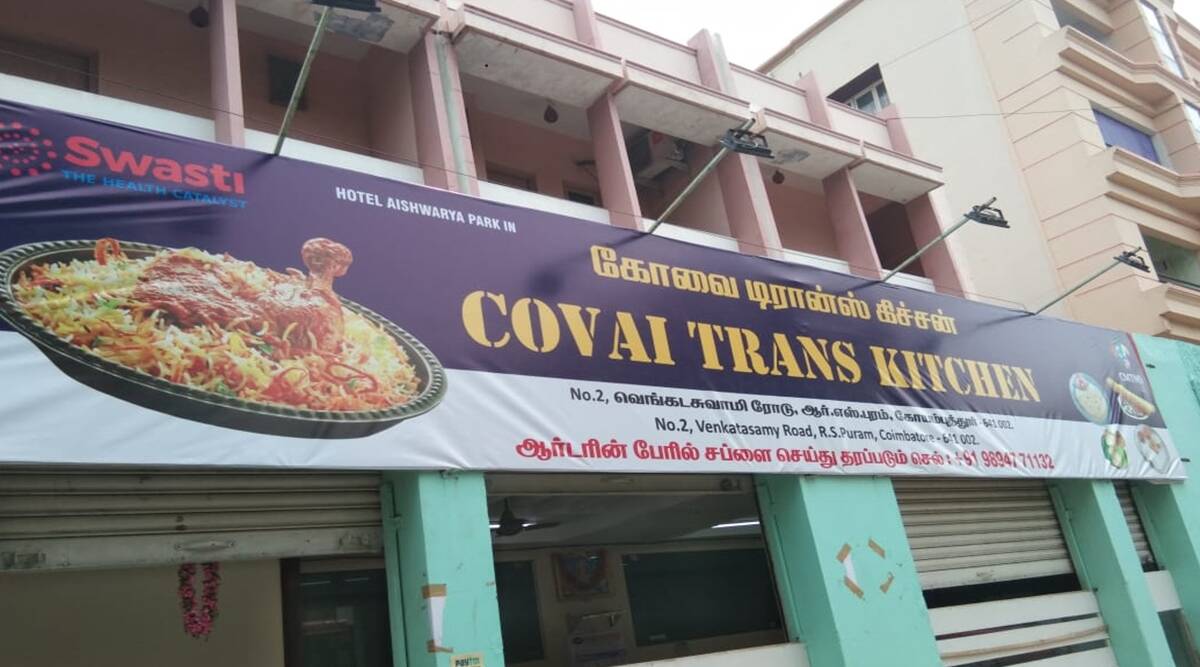 Swasti
THE HEALTH CATALYST
HOTEL AISHWARYA PARK IN
கோவை டிரான்ஸ் கிச்சன்
COVAI TRANS KITCHEN
No.2, வெங்கடசுவாமி ரோடு, ஆர்.எஸ்.புரம், கோயம்புத்தூர் - 641 002.
No.2, Venkatasamy Road, R.S.Puram, Coimbatore - 641 002.
ஆர்டரின் பேரில் சப்ளை செய்து தரப்படும் செல் : +91 98947 71132
PAYTM